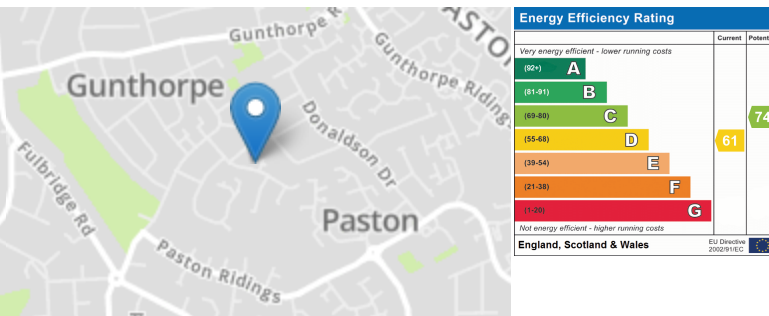 Gunthorpe R
PASTO
Gunthorpe Ridings
Gunthorpe
Donaldson Dr
Fulbridge Rd
Paston
Paston Ridings
Energy Efficiency Rating
Current Potent
Very energy efficient - lower running costs
(92+) A
(81-91) B
(69-80) C 74
(55-68) D 61
(39-54) E
(21-38) F
(1-20) G
Not energy efficient - higher running costs
England, Scotland & Wales EU Directive
2002/91/EC